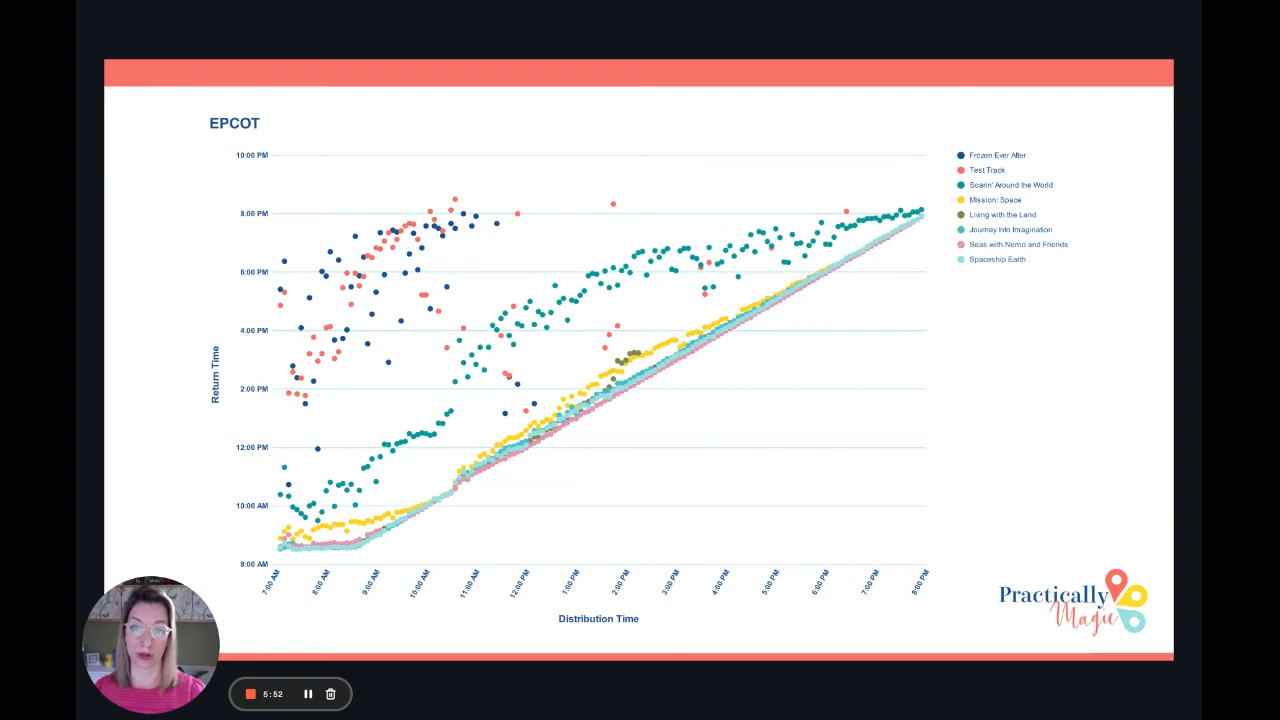 EPCOT
10:00 PM
8:00 PM
6:00 PM
4:00 PM
2:00 PM
12:00 PM
10:00 AM
8:00 AM
Return Time
7:00 AM
8:00 AM
9:00 AM
10:00 AM
11:00 AM
12:00 PM
1:00 PM
2:00 PM
3:00 PM
4:00 PM
5:00 PM
6:00 PM
7:00 PM
8:00 PM
Distribution Time
Frozen Ever After
Test Track
Soarin' Around the World
Mission: Space
Living with the Land
Journey Into Imagination
Seas with Nemo and Friends
Spaceship Earth
Practically
Magic
5:52